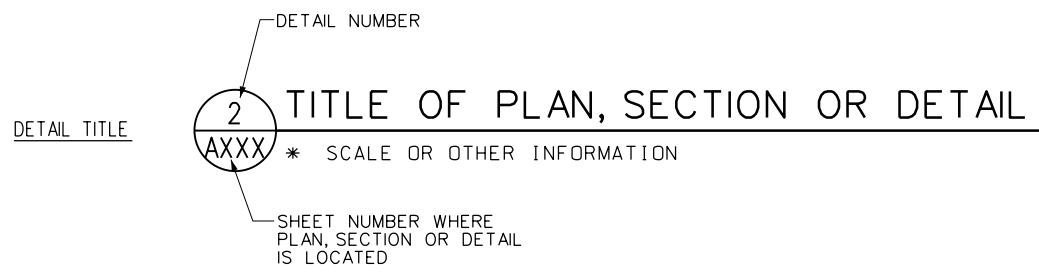 DETAIL NUMBER
DETAIL TITLE
2
AXXX
TITLE OF PLAN, SECTION OR DETAIL
* SCALE OR OTHER INFORMATION
SHEET NUMBER WHERE
PLAN, SECTION OR DETAIL
IS LOCATED